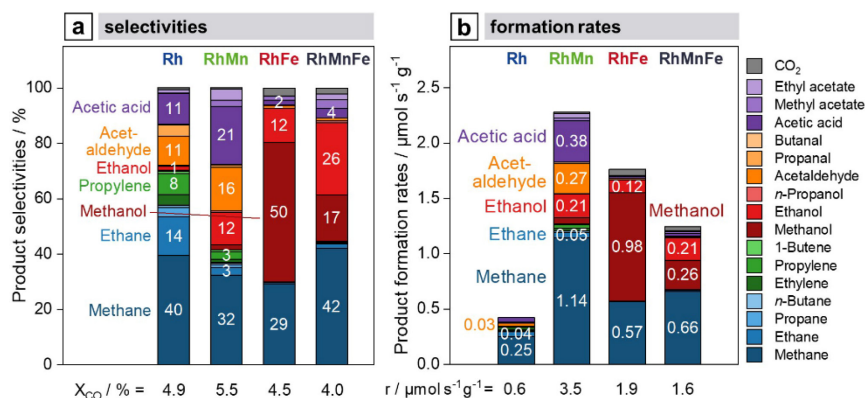 a selectivities
Rh RhMn RhFe RhMnFe
Product selectivities / %
100
80
60
40
20
0
Acetic acid
Acet-
aldehyde
Ethanol
Propylene
Methanol
Ethane
Methane
11
11
1
8
14
40
21
16
12
3
3
32
2
12
50
29
4
26
17
42
X_CO / % = 4.9 5.5 4.5 4.0
b formation rates
Rh RhMn RhFe RhMnFe
Product formation rates / µmol s⁻¹ g⁻¹
2.5
2.0
1.5
1.0
0.5
0.0
Acetic acid
Acet-
aldehyde
Ethanol
Ethane
Methane
Methanol
0.03
0.04
0.25
0.38
0.27
0.21
0.05
1.14
0.12
0.98
0.57
0.21
0.26
0.66
r / µmol s⁻¹g⁻¹ = 0.6 3.5 1.9 1.6
CO₂
Ethyl acetate
Methyl acetate
Acetic acid
Butanal
Propanal
Acetaldehyde
n-Propanol
Ethanol
Methanol
1-Butene
Propylene
Ethylene
n-Butane
Propane
Ethane
Methane